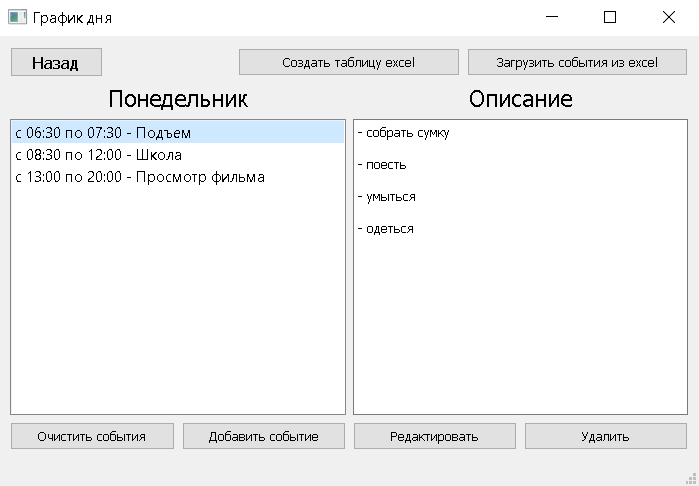 График дня
Назад
Создать таблицу excel
Загрузить события из excel
Понедельник
Описание
с 06:30 по 07:30 - Подъем
с 08:30 по 12:00 - Школа
с 13:00 по 20:00 - Просмотр фильма
- собрать сумку
- поесть
- умыться
- одеться
Очистить события
Добавить событие
Редактировать
Удалить